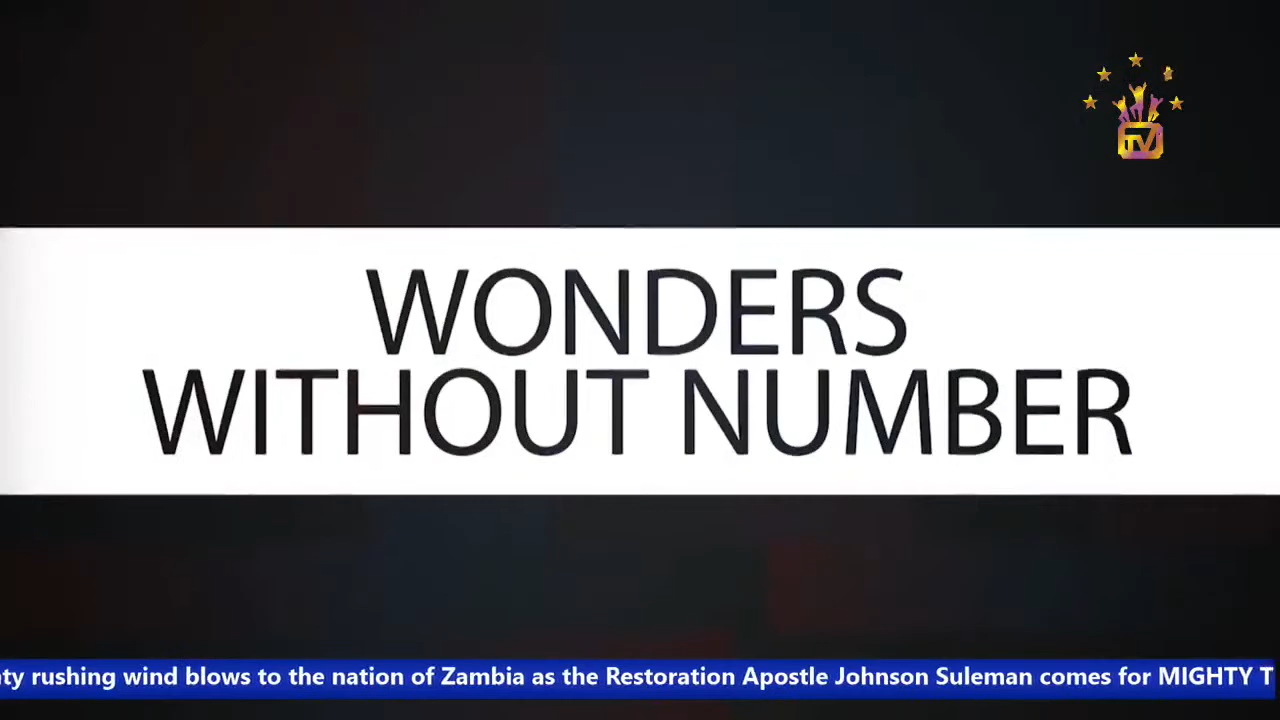 TV
WONDERS
WITHOUT NUMBER
rushing wind blows to the nation of Zambia as the Restoration Apostle Johnson Suleman comes for MIGHTY